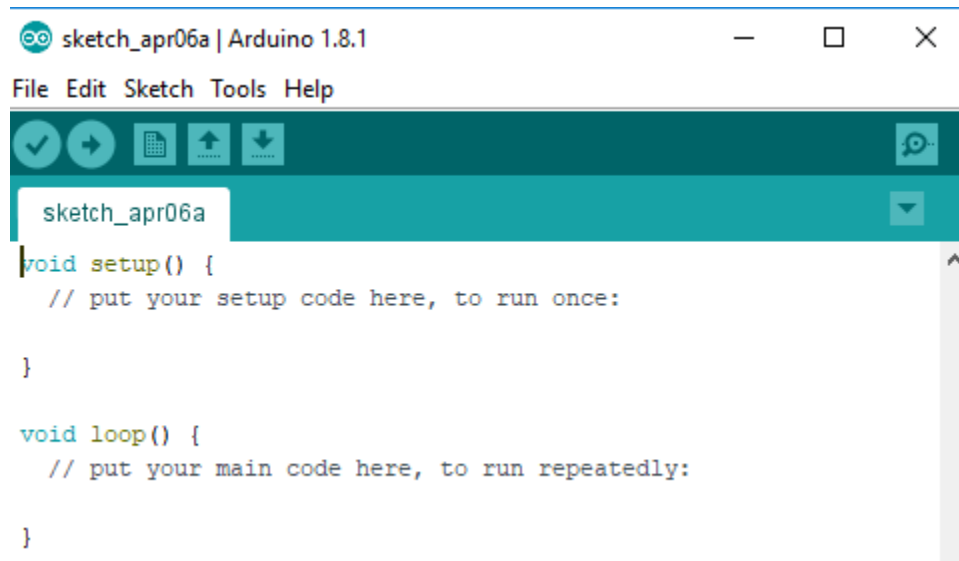 sketch_apr06a | Arduino 1.8.1
File Edit Sketch Tools Help
sketch_apr06a
void setup() {
  // put your setup code here, to run once:
}
void loop() {
  // put your main code here, to run repeatedly:
}